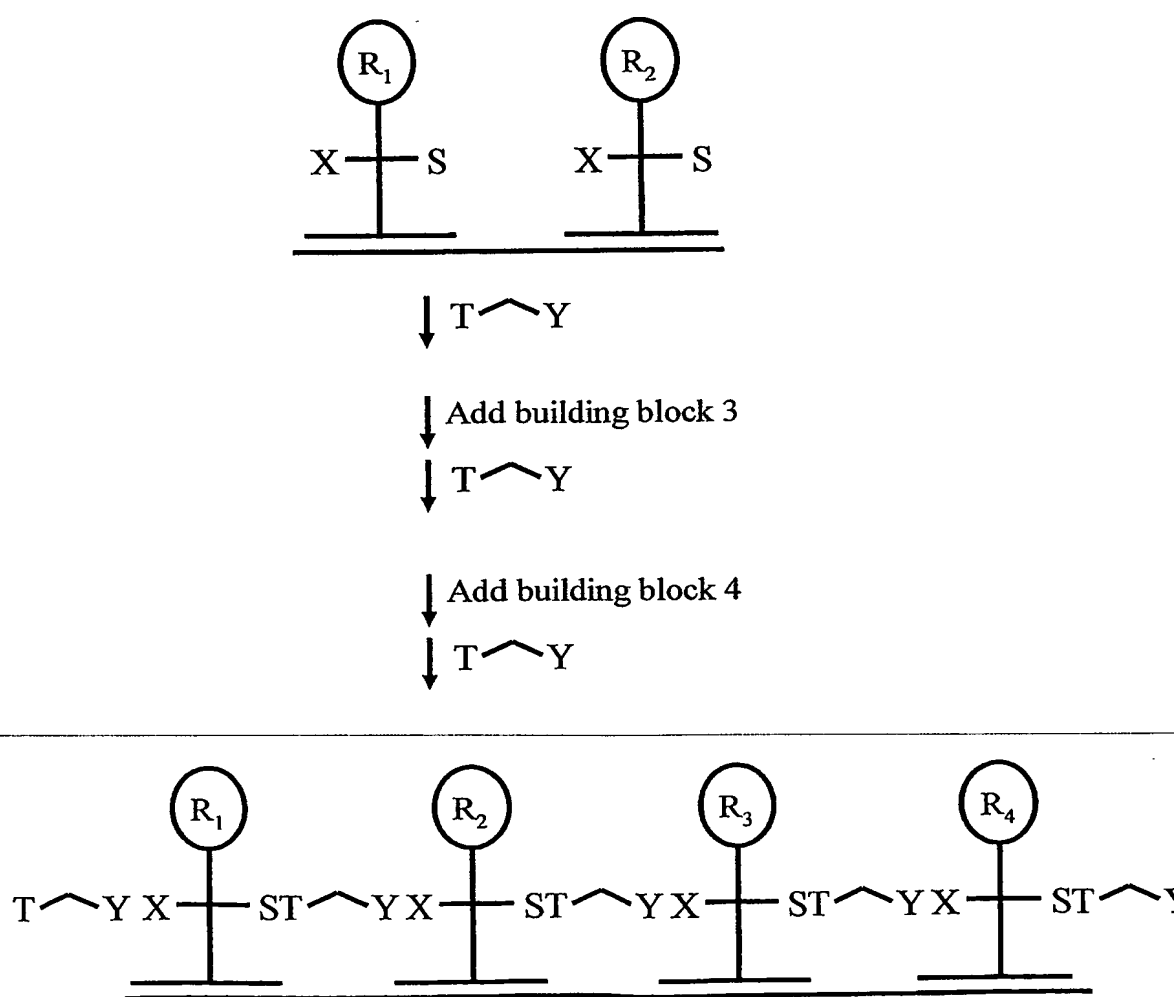 R₁ R₂
X S X S
T Y
Add building block 3
T Y
Add building block 4
T Y
R₁ R₂ R₃ R₄
T Y X ST Y X ST Y X ST Y X ST Y